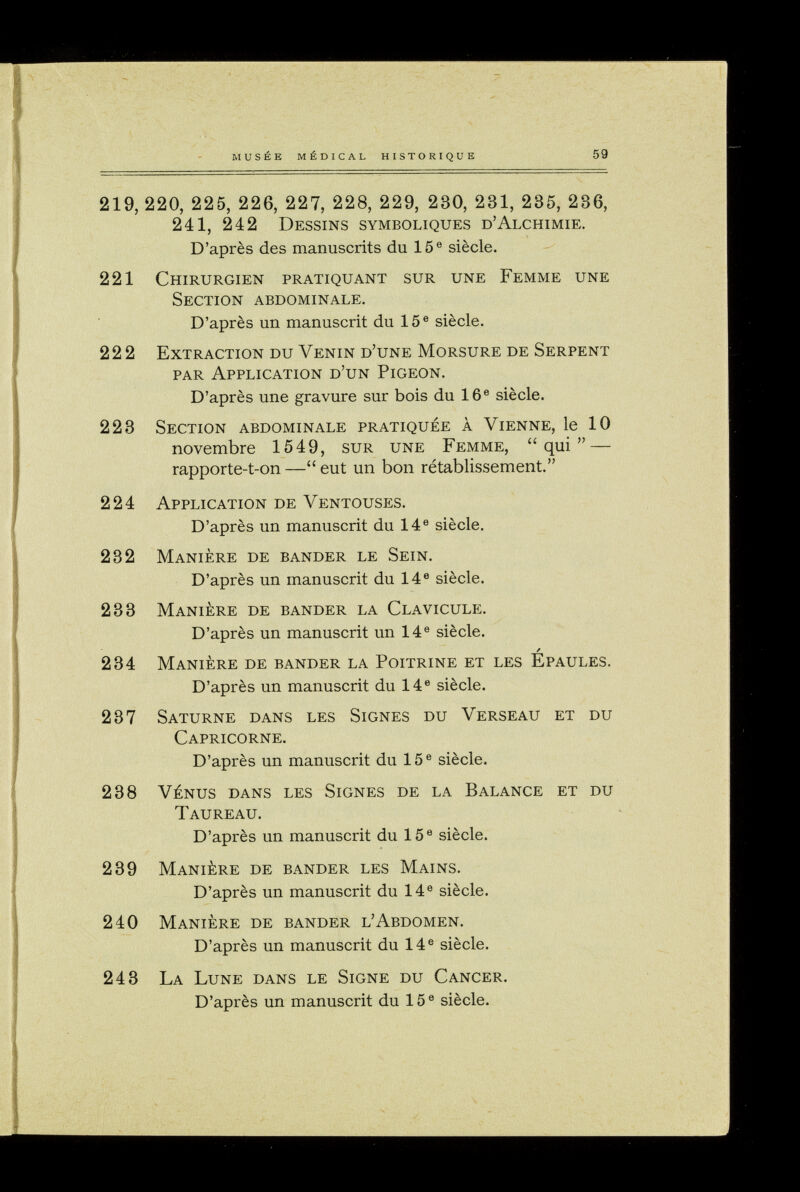 MUSÉE MÉDICAL HISTORIQUE 59
219, 220, 225, 226, 227, 228, 229, 230, 231, 235, 236,
241, 242 DESSINS SYMBOLIQUES D’ALCHIMIE.
D’après des manuscrits du 15e siècle.
221 CHIRURGIEN PRATIQUANT SUR UNE FEMME UNE
SECTION ABDOMINALE.
D’après un manuscrit du 15e siècle.
222 EXTRACTION DU VENIN D’UNE MORSURE DE SERPENT
PAR APPLICATION D’UN PIGEON.
D’après une gravure sur bois du 16e siècle.
223 SECTION ABDOMINALE PRATIQUÉE À VIENNE, le 10
novembre 1549, SUR UNE FEMME, “ qui ” —
rapporte-t-on —“ eut un bon rétablissement.”
224 APPLICATION DE VENTOUSES.
D’après un manuscrit du 14e siècle.
232 MANIÈRE DE BANDER LE SEIN.
D’après un manuscrit du 14e siècle.
233 MANIÈRE DE BANDER LA CLAVICULE.
D’après un manuscrit un 14e siècle.
234 MANIÈRE DE BANDER LA POITRINE ET LES ÉPAULES.
D’après un manuscrit du 14e siècle.
237 SATURNE DANS LES SIGNES DU VERSEAU ET DU
CAPRICORNE.
D’après un manuscrit du 15e siècle.
238 VÉNUS DANS LES SIGNES DE LA BALANCE ET DU
TAUREAU.
D’après un manuscrit du 15e siècle.
239 MANIÈRE DE BANDER LES MAINS.
D’après un manuscrit du 14e siècle.
240 MANIÈRE DE BANDER L’ABDOMEN.
D’après un manuscrit du 14e siècle.
243 LA LUNE DANS LE SIGNE DU CANCER.
D’après un manuscrit du 15e siècle.